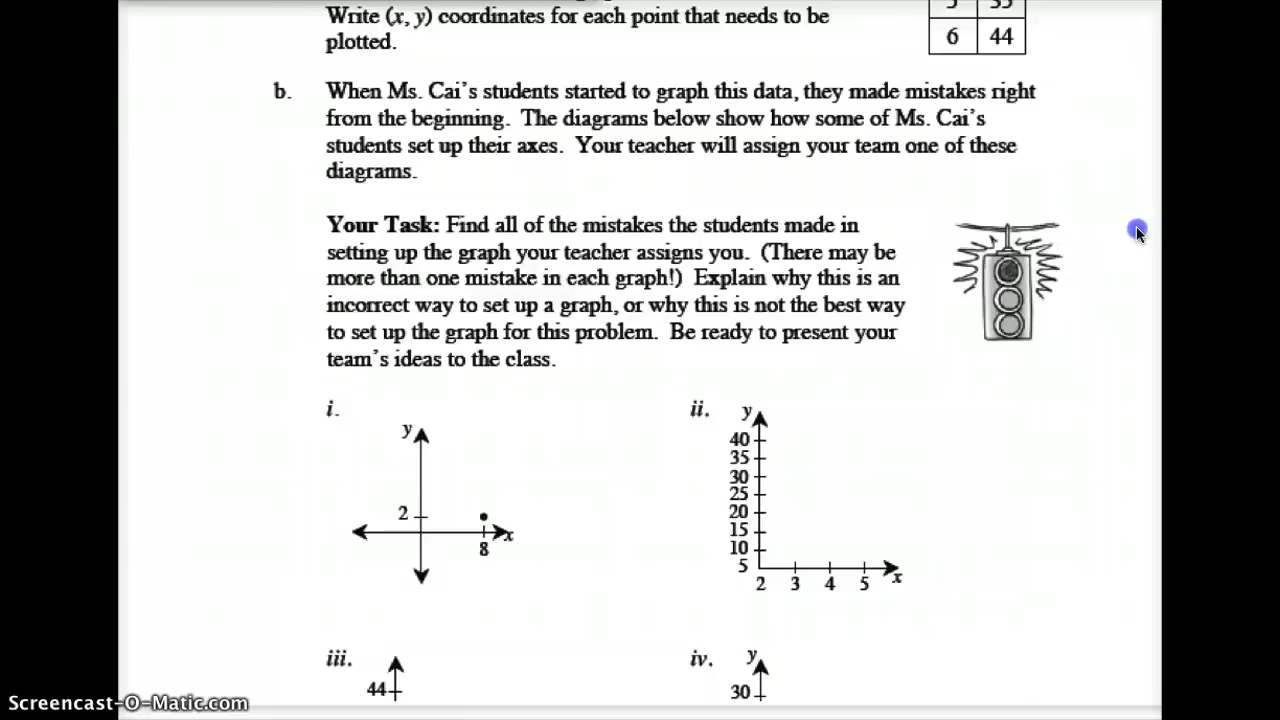 Write (x, y) coordinates for each point that needs to be
plotted.
5 35
6 44
b. When Ms. Cai's students started to graph this data, they made mistakes right
from the beginning. The diagrams below show how some of Ms. Cai's
students set up their axes. Your teacher will assign your team one of these
diagrams.
Your Task: Find all of the mistakes the students made in
setting up the graph your teacher assigns you. (There may be
more than one mistake in each graph!) Explain why this is an
incorrect way to set up a graph, or why this is not the best way
to set up the graph for this problem. Be ready to present your
team's ideas to the class.
i.
y
2
x
8
ii.
y
40
35
30
25
20
15
10
5
2 3 4 5 x
iii.
44
iv.
y
30
Screencast-O-Matic.com